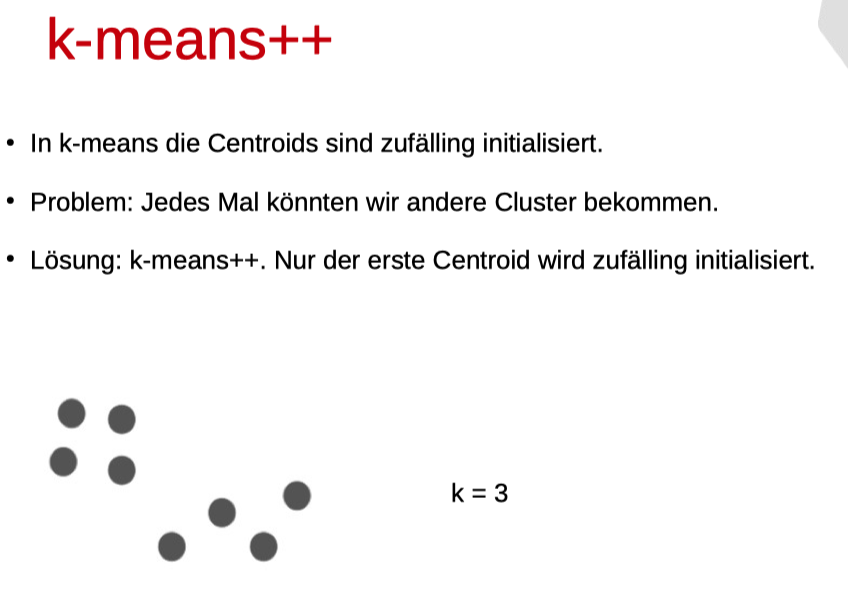 k-means++
• In k-means die Centroids sind zufälling initialisiert.
• Problem: Jedes Mal könnten wir andere Cluster bekommen.
• Lösung: k-means++. Nur der erste Centroid wird zufälling initialisiert.
k = 3